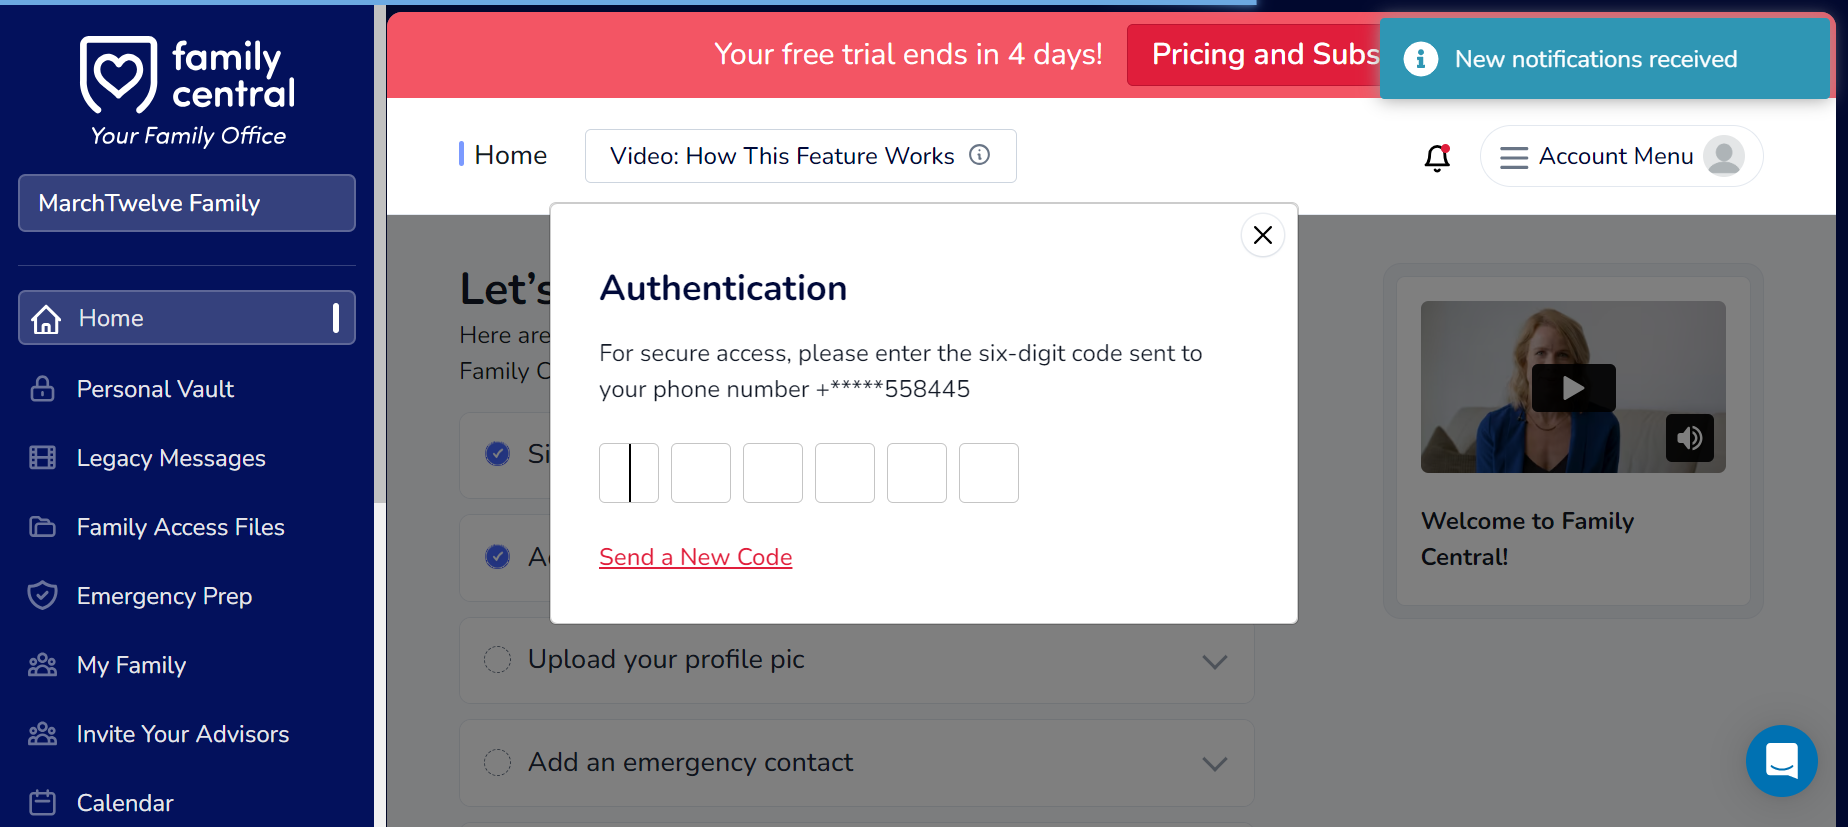 family
central
Your Family Office
MarchTwelve Family
Home
Personal Vault
Legacy Messages
Family Access Files
Emergency Prep
My Family
Invite Your Advisors
Calendar
Your free trial ends in 4 days!
Pricing and Subs
New notifications received
Home
Video: How This Feature Works
Account Menu
Let's
Here are
Family C
Si
Ad
Upload your profile pic
Add an emergency contact
Authentication
For secure access, please enter the six-digit code sent to
your phone number +*****558445
Send a New Code
Welcome to Family
Central!